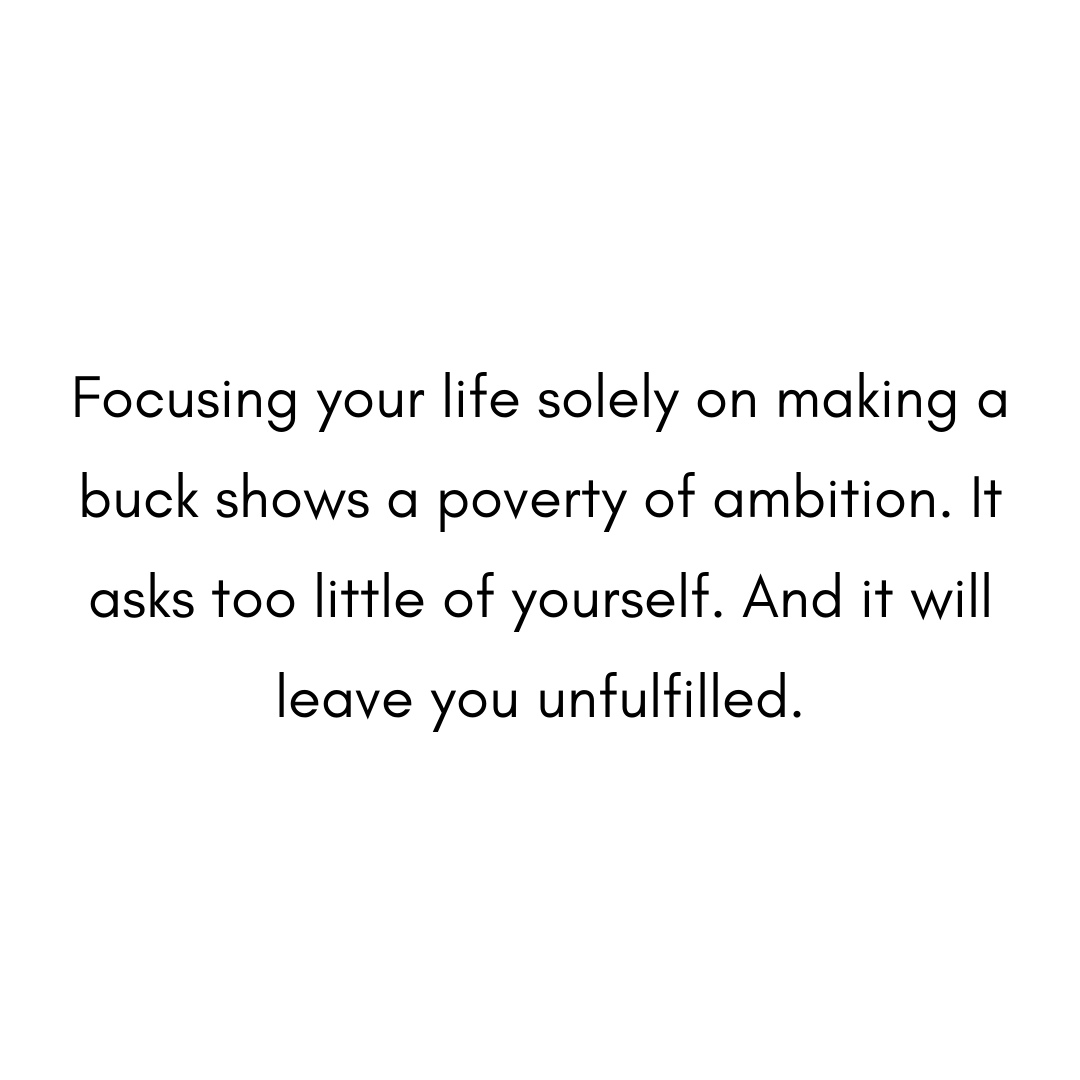 Focusing your life solely on making a
buck shows a poverty of ambition. It
asks too little of yourself. And it will
leave you unfulfilled.